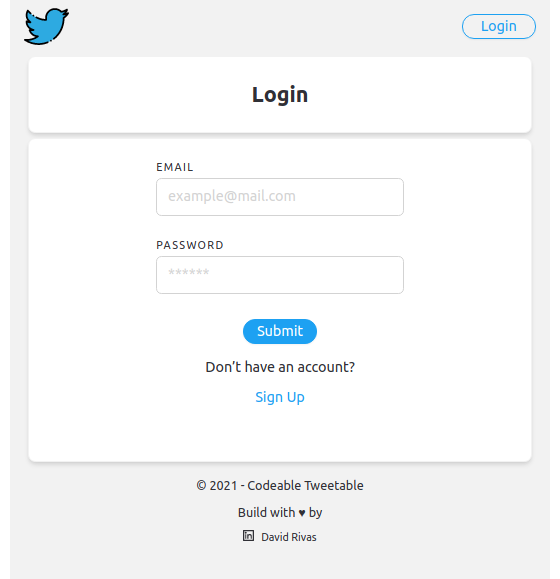 Login
Login
EMAIL
example@mail.com
PASSWORD
******
Submit
Don’t have an account?
Sign Up
© 2021 - Codeable Tweetable
Build with ♥ by
in David Rivas